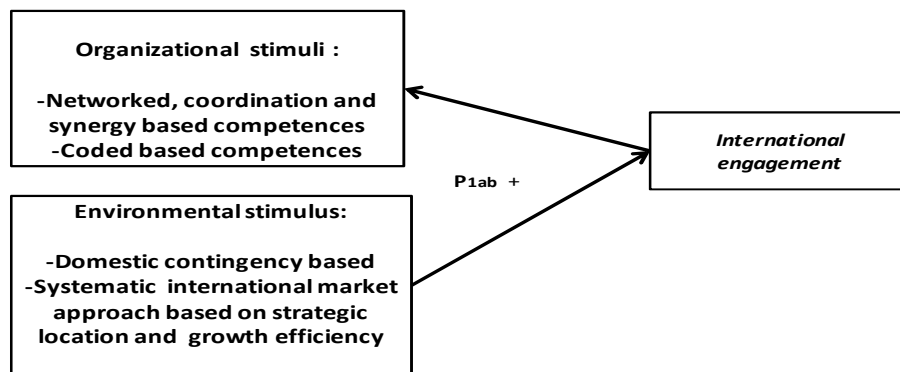 Organizational stimuli :
-Networked, coordination and
synergy based competences
-Coded based competences
International
engagement
P1ab +
Environmental stimulus:
-Domestic contingency based
-Systematic international market
approach based on strategic
location and growth efficiency